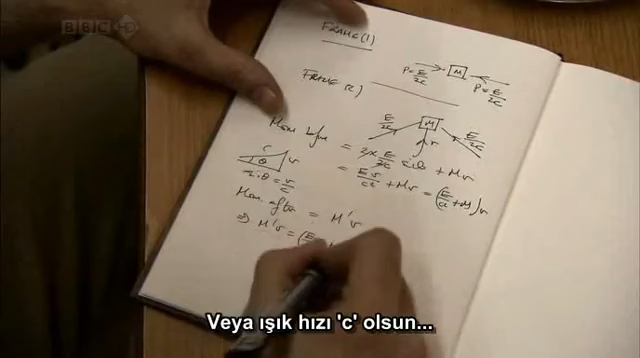 BBC HD
FRAME (1)
P=E/2c → [M] ← P=E/2c
FRAME 2)
E/2c [M] E/2c
v
Mom before = 2 x E/2c sin θ + Mv
c θ v
= Ev/c² + Mv = (E/c² + M) v
sin θ = v/c
Mom. after = M'v
⇒ M'v = (E
Veya ışık hızı 'c' olsun...